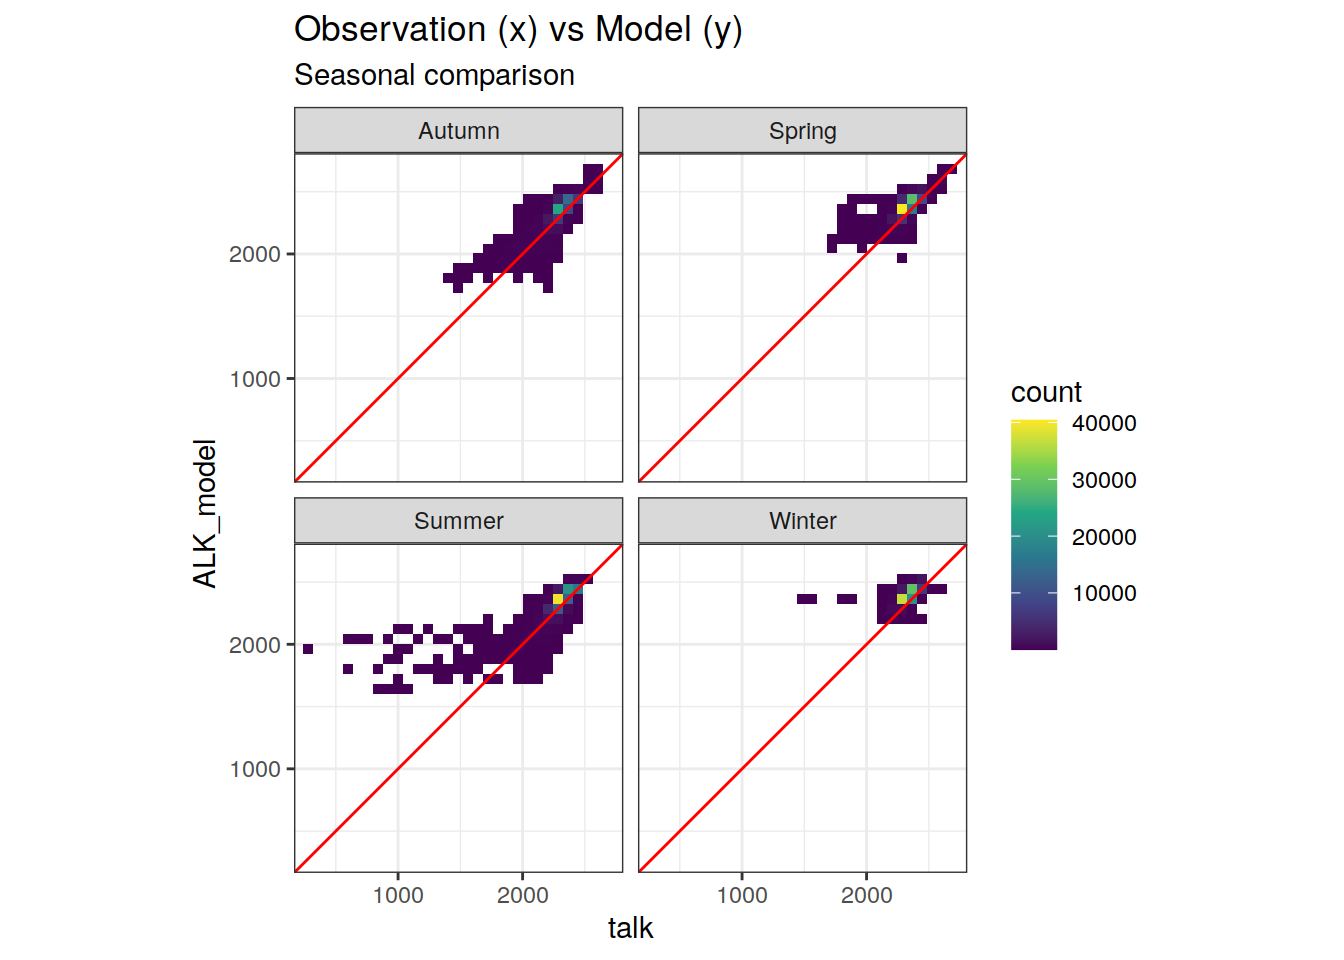 Observation (x) vs Model (y)
Seasonal comparison
Autumn
Spring
2000
1000
Summer
Winter
2000
1000
1000
2000
1000
2000
talk
ALK_model
count
40000
30000
20000
10000